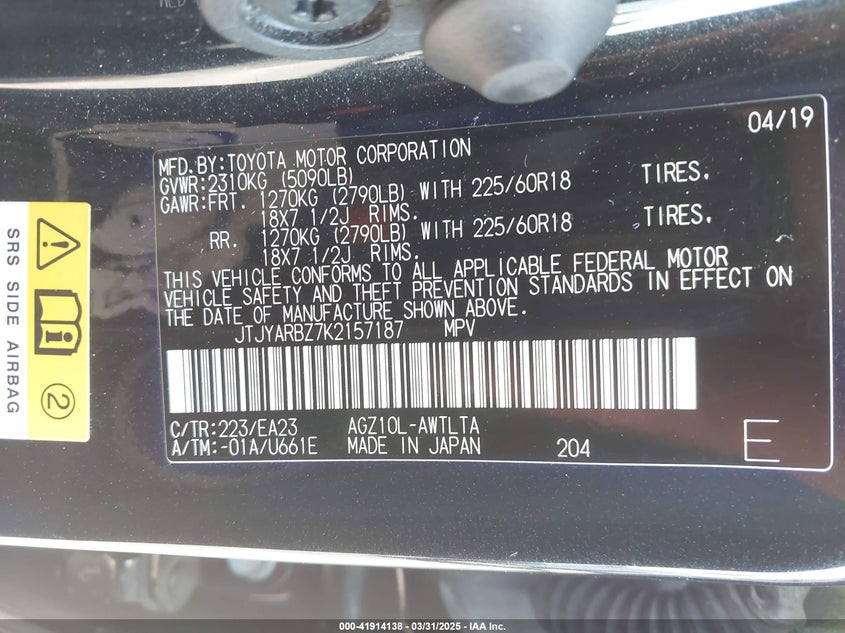 04/19
MFD.BY:TOYOTA MOTOR CORPORATION
GVWR:2310KG (5090LB)
GAWR:FRT. 1270KG (2790LB) WITH 225/60R18 TIRES.
18X7 1/2J RIMS.
RR. 1270KG (2790LB) WITH 225/60R18 TIRES.
18X7 1/2J RIMS.
THIS VEHICLE CONFORMS TO ALL APPLICABLE FEDERAL MOTOR
VEHICLE SAFETY AND THEFT PREVENTION STANDARDS IN EFFECT ON
THE DATE OF MANUFACTURE SHOWN ABOVE.
JTJYARBZ7K2157187 MPV
C/TR:223/EA23 AGZ10L-AWTLTA
A/TM:-01A/U661E MADE IN JAPAN 204 E
SRS SIDE AIRBAG
2
000-41914138 - 03/31/2025 - IAA Inc.